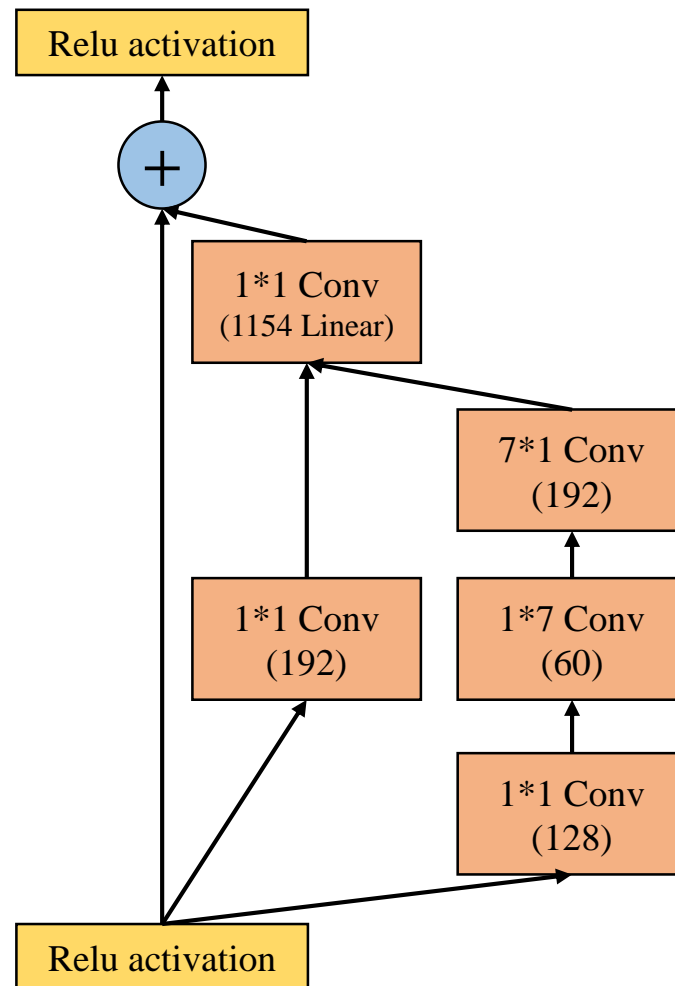 Relu activation
+
1*1 Conv
(1154 Linear)
7*1 Conv
(192)
1*1 Conv
(192)
1*7 Conv
(60)
1*1 Conv
(128)
Relu activation